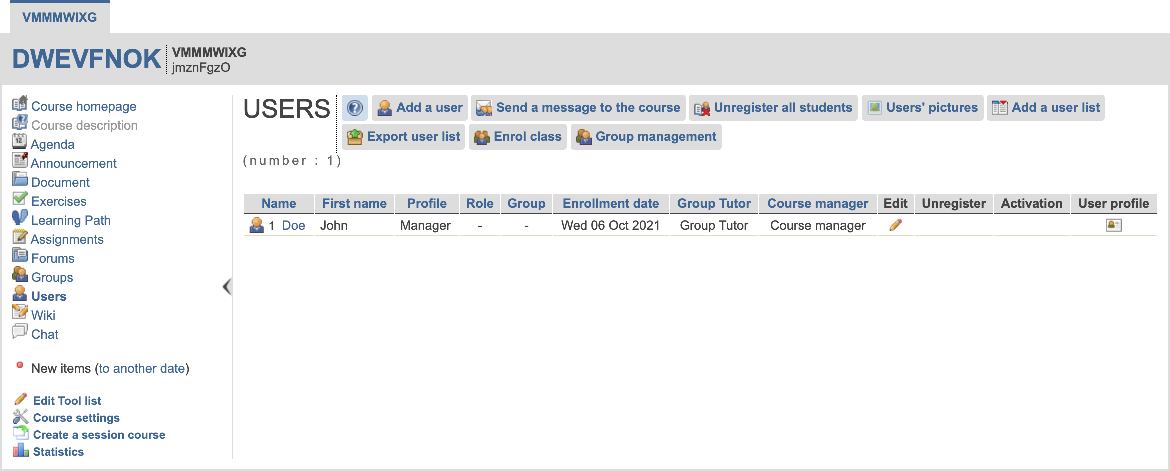 VMMMWIXG
DWEVFNOK
VMMMWIXG
jmznFgzO
Course homepage
Course description
Agenda
Announcement
Document
Exercises
Learning Path
Assignments
Forums
Groups
Users
Wiki
Chat
New items (to another date)
Edit Tool list
Course settings
Create a session course
Statistics
USERS
? Add a user Send a message to the course Unregister all students Users' pictures Add a user list
Export user list Enrol class Group management
(number : 1)
Name First name Profile Role Group Enrollment date Group Tutor Course manager Edit Unregister Activation User profile
1 Doe John Manager - - Wed 06 Oct 2021 Group Tutor Course manager